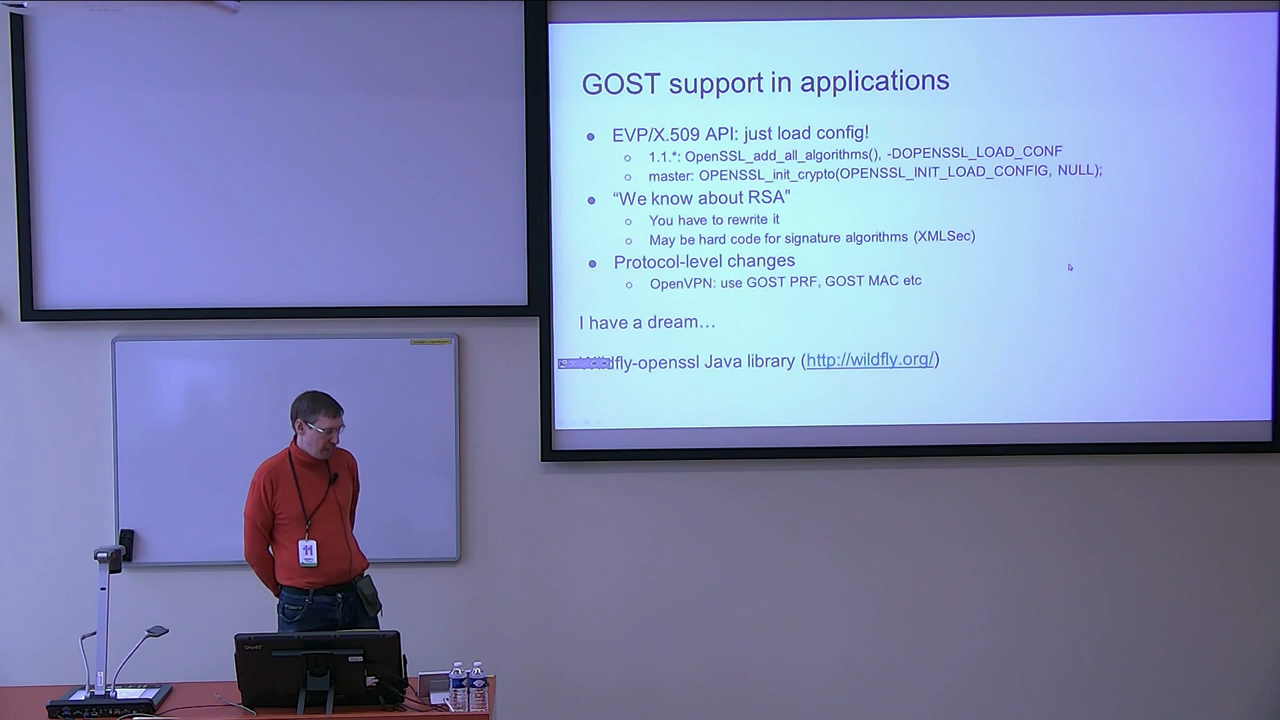 GOST support in applications
EVP/X.509 API: just load config!
1.1.*: OpenSSL_add_all_algorithms(), -DOPENSSL_LOAD_CONF
master: OPENSSL_init_crypto(OPENSSL_INIT_LOAD_CONFIG, NULL);
“We know about RSA”
You have to rewrite it
May be hard code for signature algorithms (XMLSec)
Protocol-level changes
OpenVPN: use GOST PRF, GOST MAC etc
I have a dream…
Wildfly-openssl Java library (http://wildfly.org/)
11